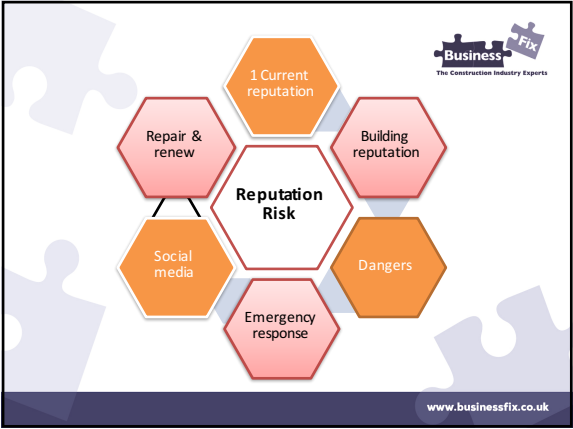 Business
Fix
The Construction Industry Experts
1 Current
reputation
Building
reputation
Dangers
Emergency
response
Social
media
Repair &
renew
Reputation
Risk
www.businessfix.co.uk